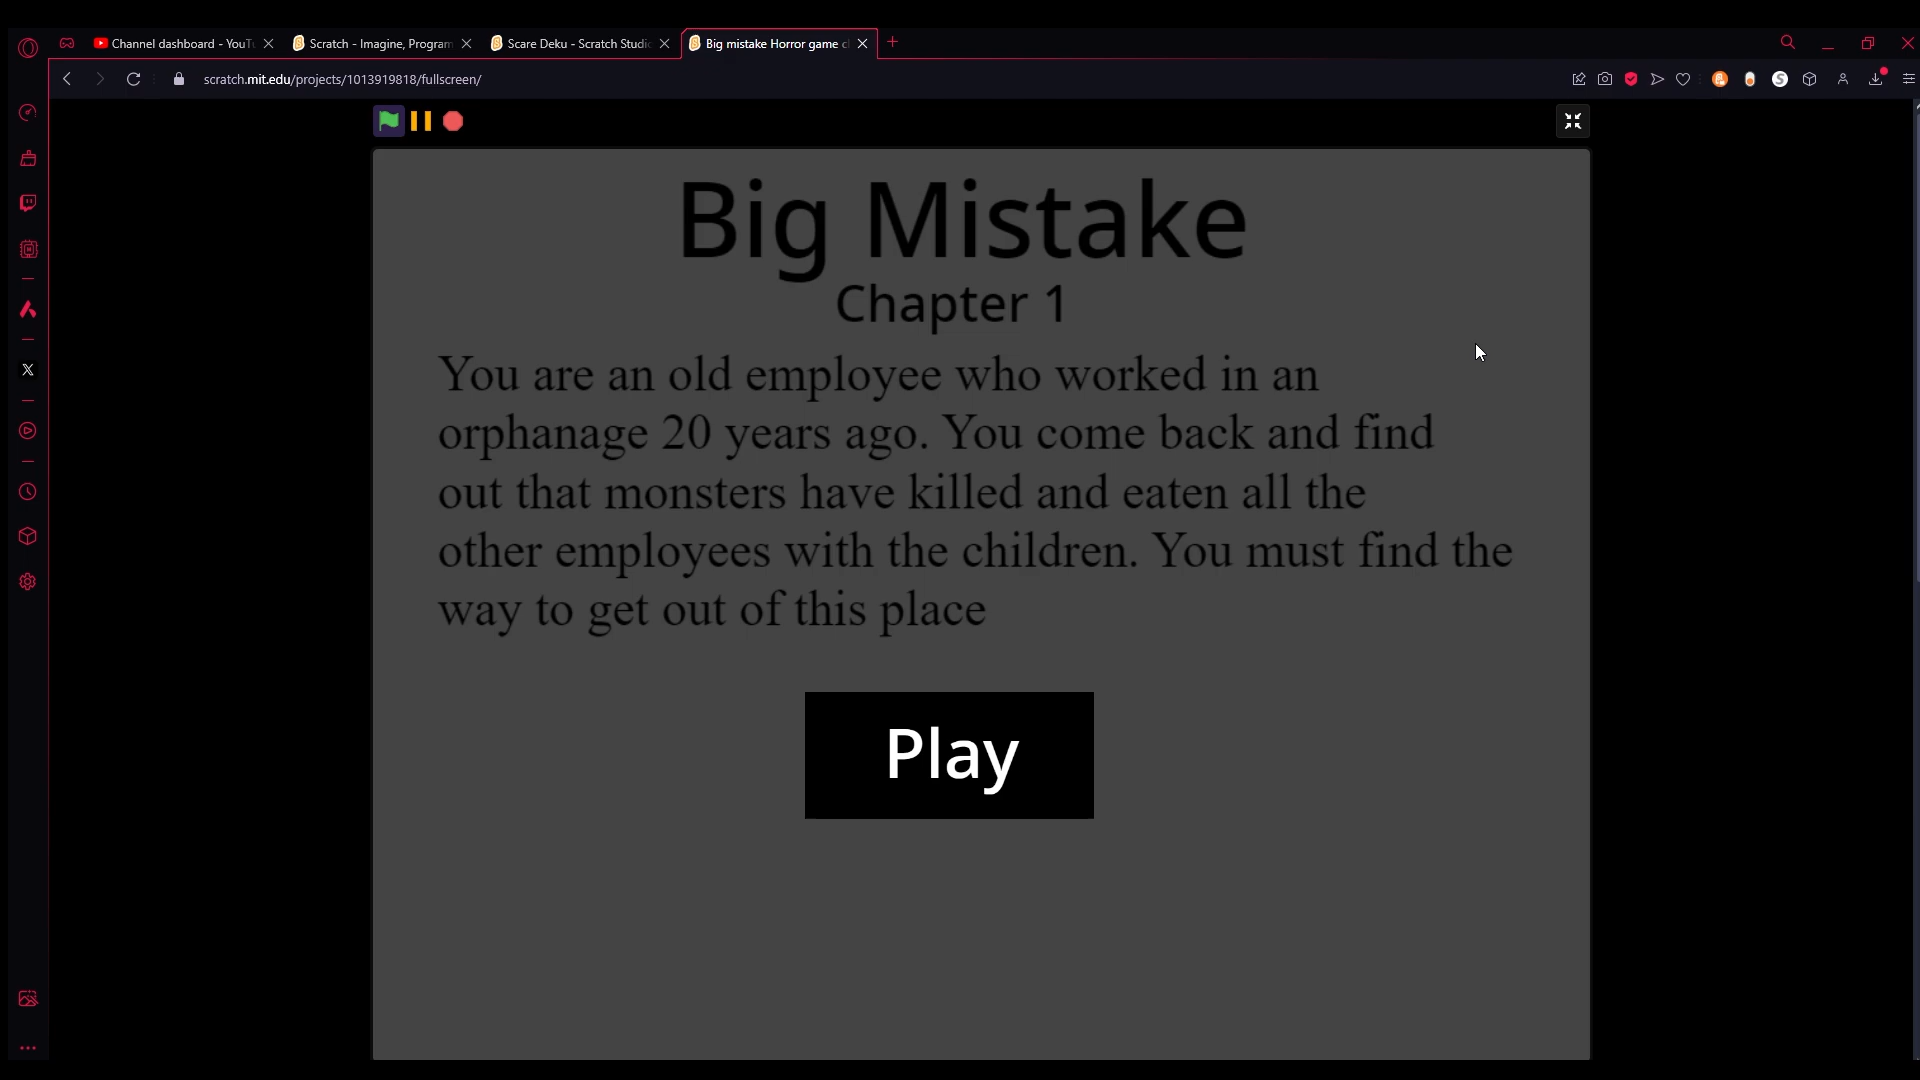 Channel dashboard - YouT
Scratch - Imagine, Program
Scare Deku - Scratch Studio
Big mistake Horror game c
scratch.mit.edu/projects/1013919818/fullscreen/
Big Mistake
Chapter 1
You are an old employee who worked in an
orphanage 20 years ago. You come back and find
out that monsters have killed and eaten all the
other employees with the children. You must find the
way to get out of this place
Play